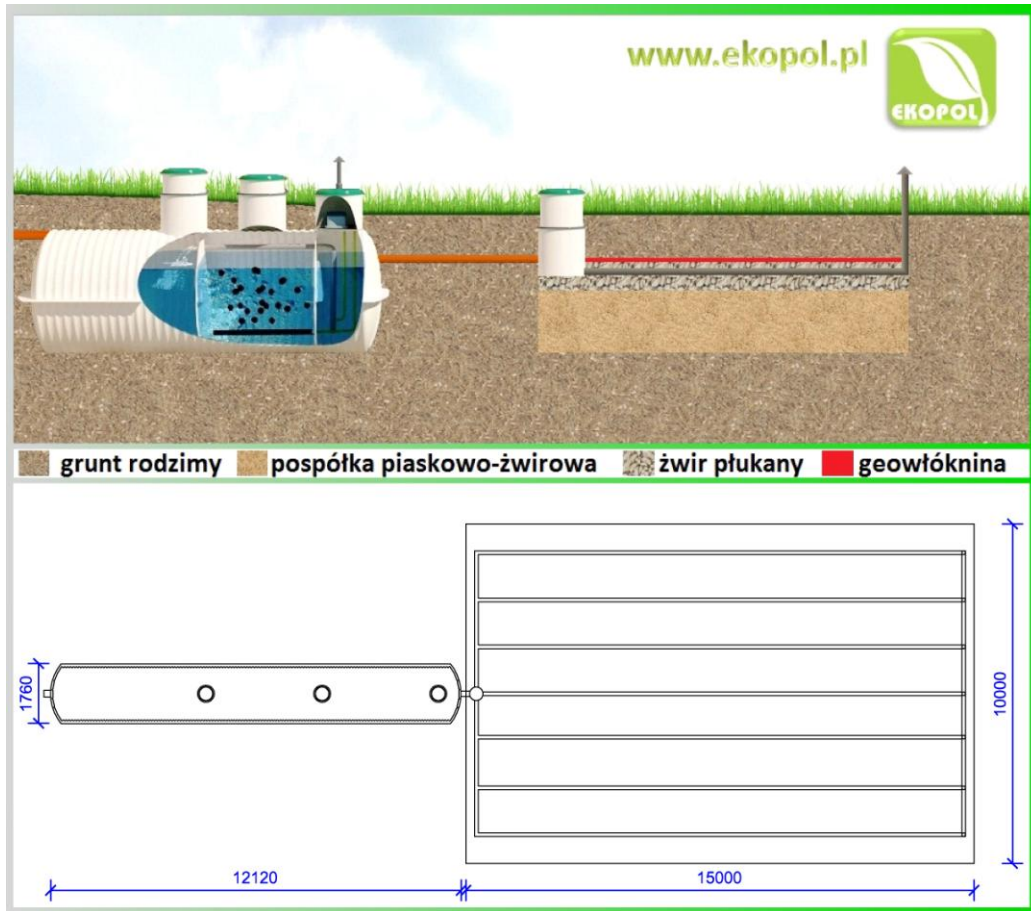 www.ekopol.pl
EKOPOL
grunt rodzimy
pospółka piaskowo-żwirowa
żwir płukany
geowłóknina
1760
10000
12120
15000